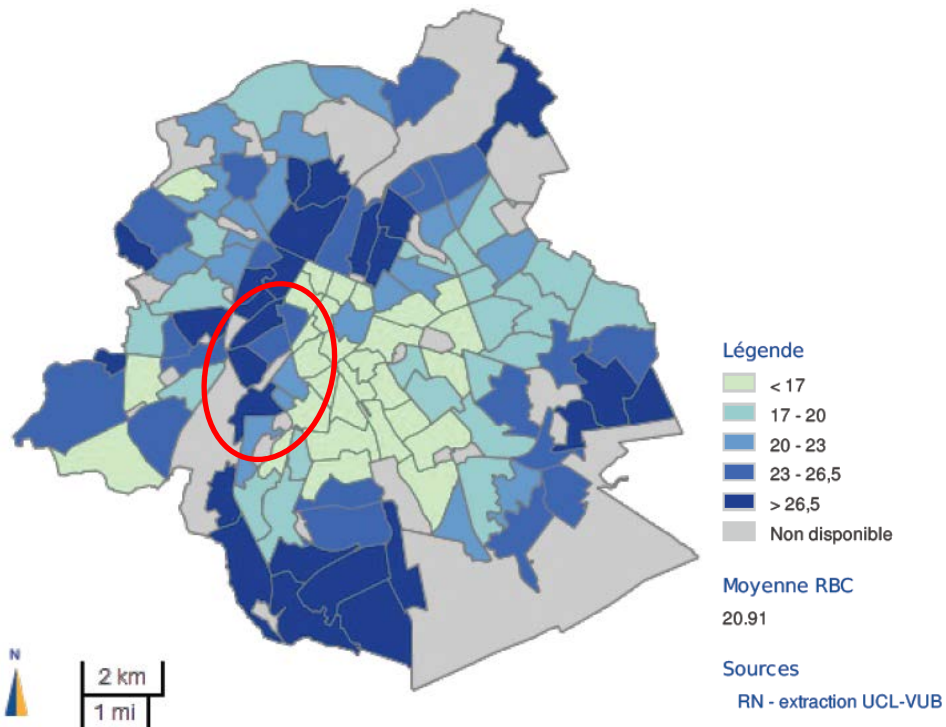 Légende
< 17
17 - 20
20 - 23
23 - 26,5
> 26,5
Non disponible
Moyenne RBC
20.91
Sources
RN - extraction UCL-VUB
N
2 km
1 mi